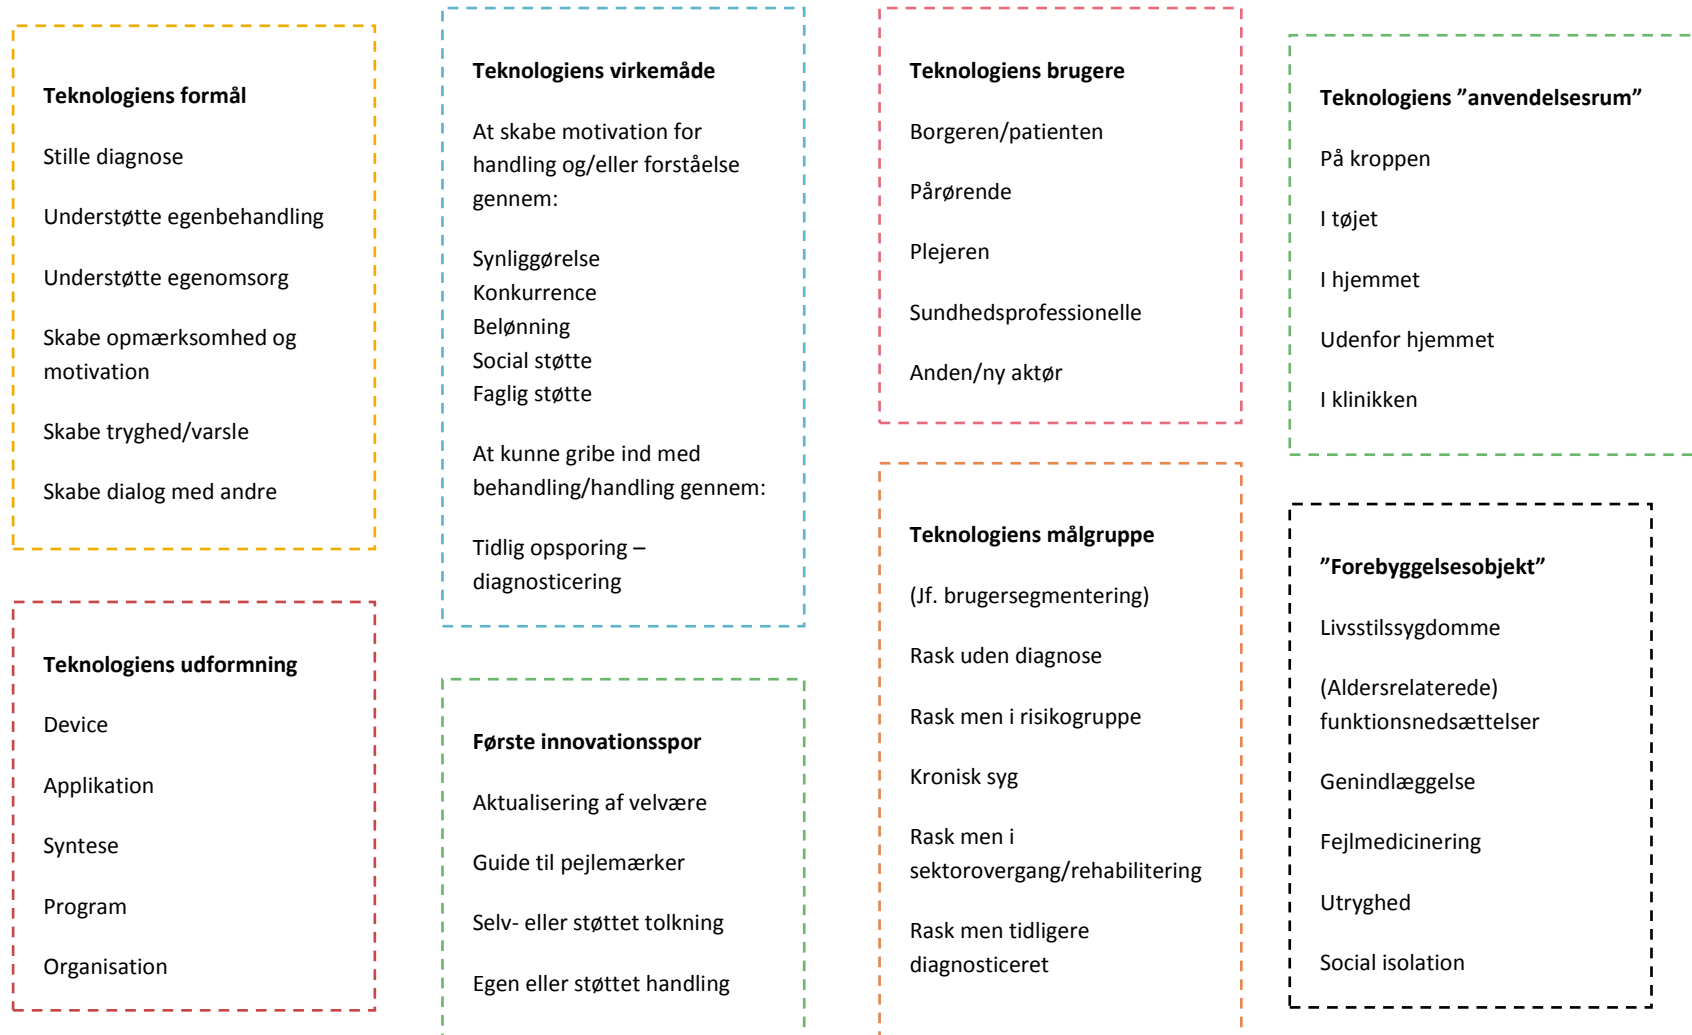 Teknologiens formål
Stille diagnose
Understøtte egenbehandling
Understøtte egenomsorg
Skabe opmærksomhed og
motivation
Skabe tryghed/varsle
Skabe dialog med andre
Teknologiens udformning
Device
Applikation
Syntese
Program
Organisation
Teknologiens virkemåde
At skabe motivation for
handling og/eller forståelse
gennem:
Synliggørelse
Konkurrence
Belønning
Social støtte
Faglig støtte
At kunne gribe ind med
behandling/handling gennem:
Tidlig opsporing –
diagnosticering
Første innovationsspor
Aktualisering af velvære
Guide til pejlemærker
Selv- eller støttet tolkning
Egen eller støttet handling
Teknologiens brugere
Borgeren/patienten
Pårørende
Plejeren
Sundhedsprofessionelle
Anden/ny aktør
Teknologiens målgruppe
(Jf. brugersegmentering)
Rask uden diagnose
Rask men i risikogruppe
Kronisk syg
Rask men i
sektorovergang/rehabilitering
Rask men tidligere
diagnosticeret
Teknologiens ”anvendelsesrum”
På kroppen
I tøjet
I hjemmet
Udenfor hjemmet
I klinikken
”Forebyggelsesobjekt”
Livsstilssygdomme
(Aldersrelaterede)
funktionsnedsættelser
Genindlæggelse
Fejlmedicinering
Utryghed
Social isolation